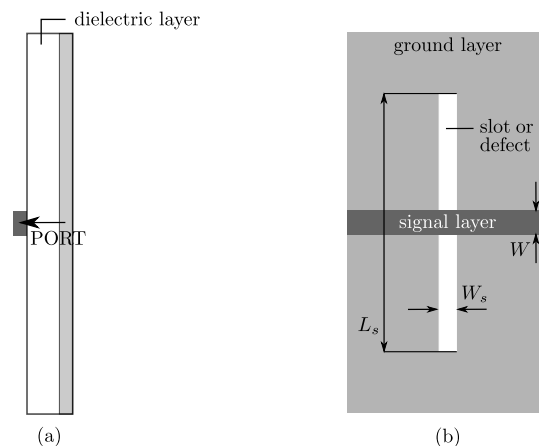 dielectric layer
PORT
(a)
ground layer
slot or
defect
signal layer
W
W_s
L_s
(b)